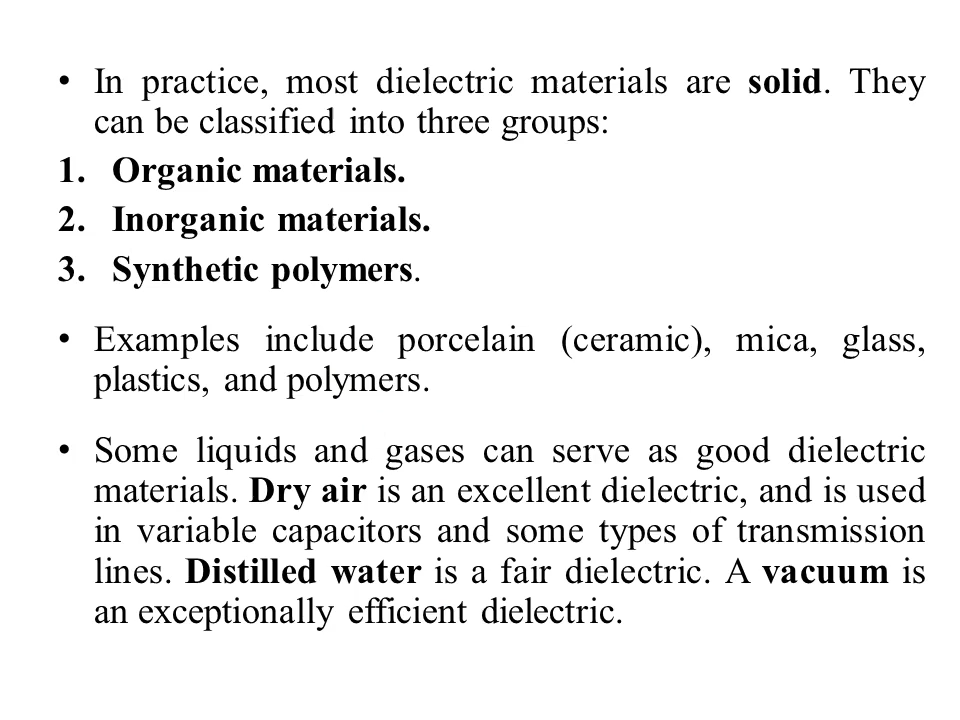 • In practice, most dielectric materials are solid. They
can be classified into three groups:
1. Organic materials.
2. Inorganic materials.
3. Synthetic polymers.
• Examples include porcelain (ceramic), mica, glass,
plastics, and polymers.
• Some liquids and gases can serve as good dielectric
materials. Dry air is an excellent dielectric, and is used
in variable capacitors and some types of transmission
lines. Distilled water is a fair dielectric. A vacuum is
an exceptionally efficient dielectric.